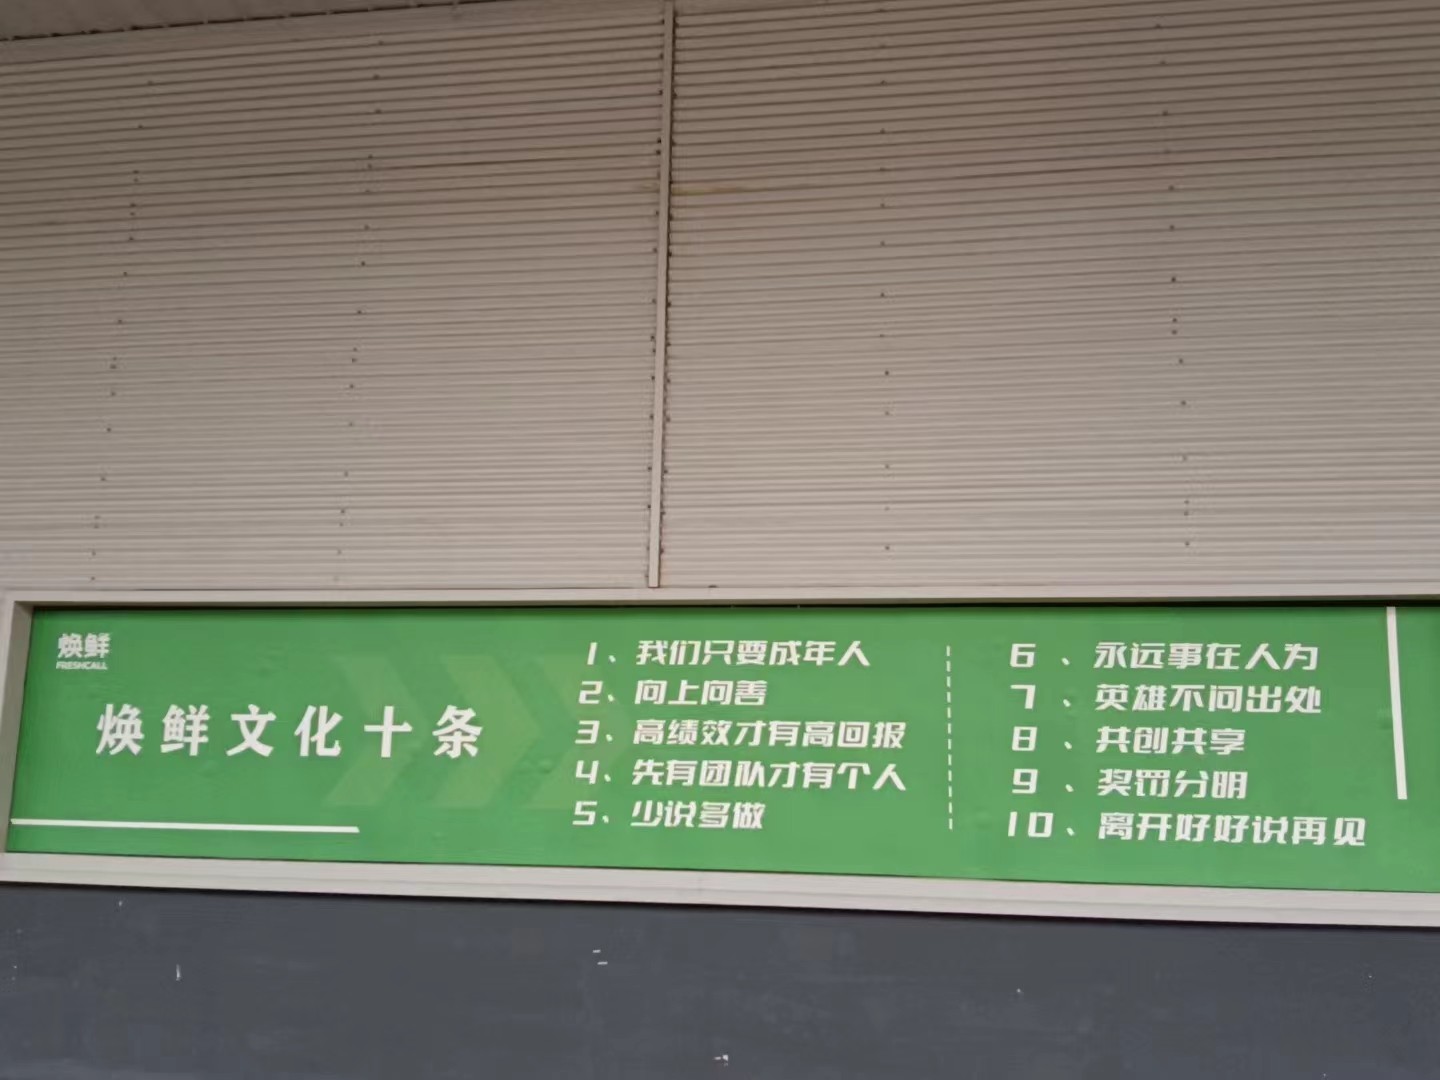 焕鲜
FRESHCALL
焕鲜文化十条
1、我们只要成年人
2、向上向善
3、高绩效才有高回报
4、先有团队才有个人
5、少说多做
6、永远事在人为
7、英雄不问出处
8、共创共享
9、奖罚分明
10、离开好好说再见